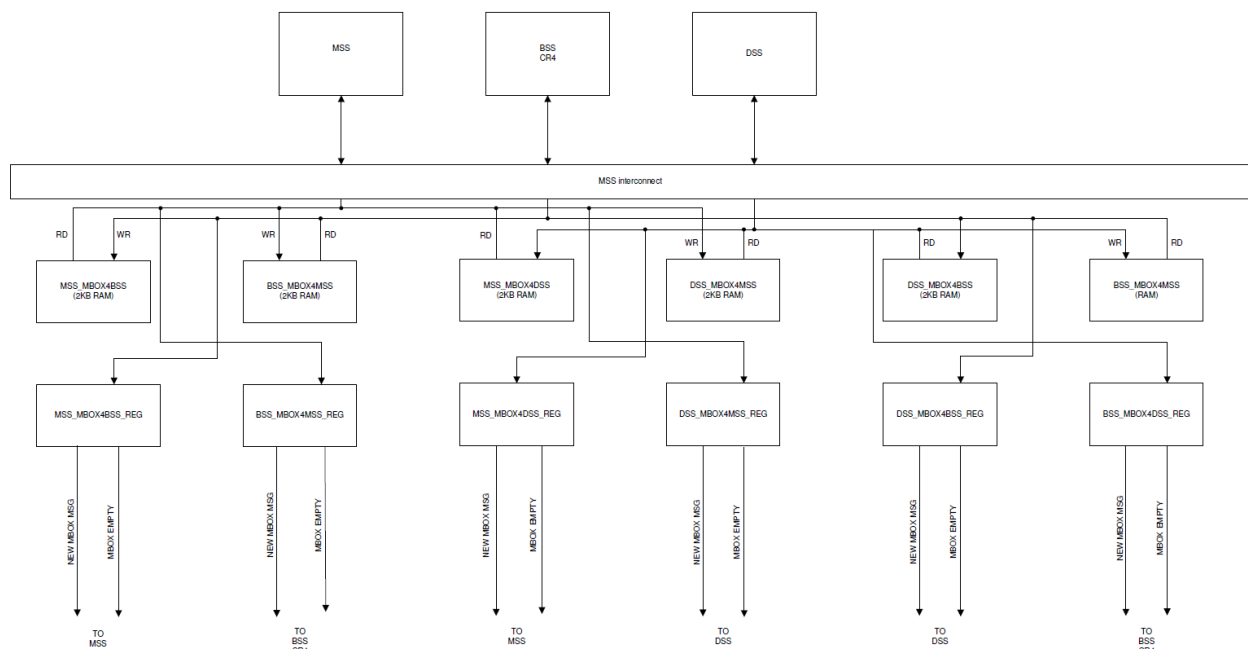 MSS
BSS
CR4
DSS
MSS interconnect
RD
WR
WR
RD
RD
WR
RD
RD
WR
RD
MSS_MBOX4BSS
(2KB RAM)
BSS_MBOX4MSS
(2KB RAM)
MSS_MBOX4DSS
(2KB RAM)
DSS_MBOX4MSS
(2KB RAM)
DSS_MBOX4BSS
(2KB RAM)
BSS_MBOX4MSS
(RAM)
MSS_MBOX4BSS_REG
BSS_MBOX4MSS_REG
MSS_MBOX4DSS_REG
DSS_MBOX4MSS_REG
DSS_MBOX4BSS_REG
BSS_MBOX4DSS_REG
NEW MBOX MSG
MBOX EMPTY
NEW MBOX MSG
MBOX EMPTY
NEW MBOX MSG
MBOX EMPTY
NEW MBOX MSG
MBOX EMPTY
NEW MBOX MSG
MBOX EMPTY
NEW MBOX MSG
MBOX EMPTY
TO
MSS
TO
BSS
CR4
TO
MSS
TO
DSS
TO
DSS
TO
BSS
CR4